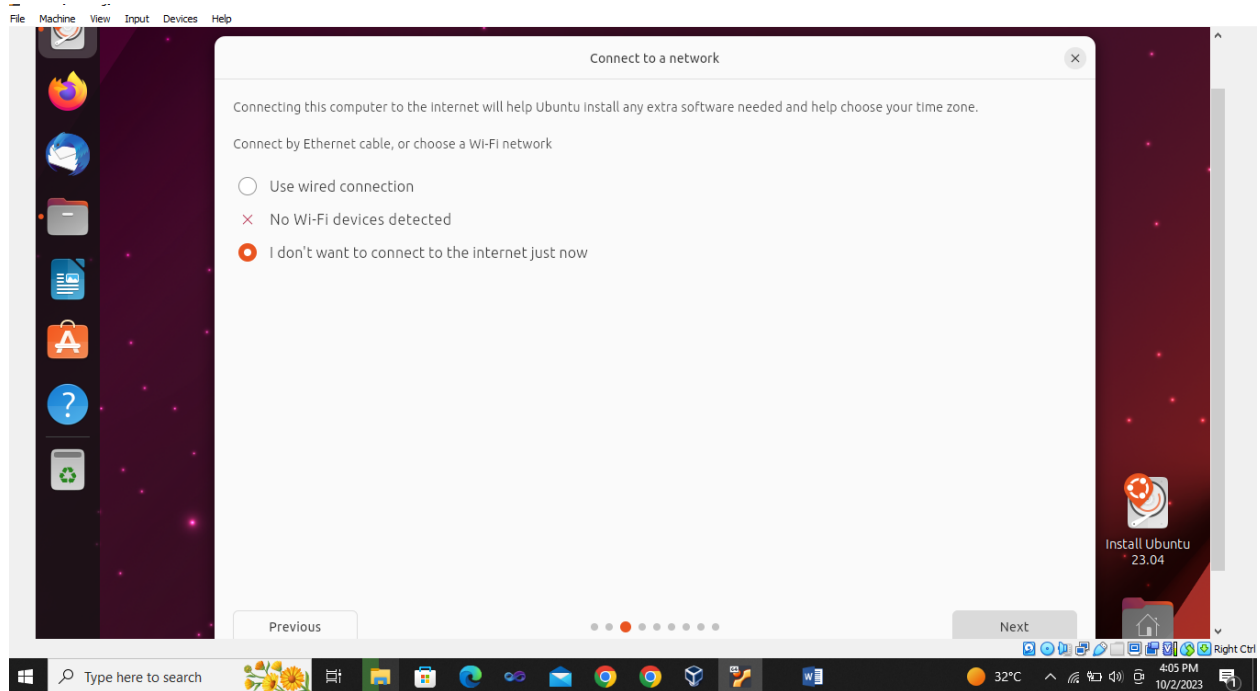 File Machine View Input Devices Help
Connect to a network
Connecting this computer to the internet will help Ubuntu install any extra software needed and help choose your time zone.
Connect by Ethernet cable, or choose a Wi-Fi network
Use wired connection
No Wi-Fi devices detected
I don't want to connect to the internet just now
Install Ubuntu
23.04
Previous
Next
Right Ctrl
Type here to search
32°C
4:05 PM
10/2/2023
1